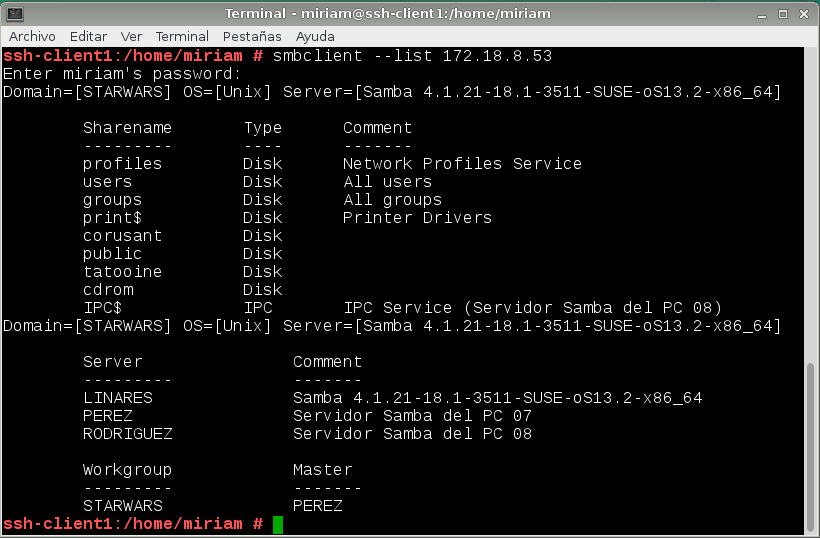 Terminal - miriam@ssh-client1:/home/miriam
Archivo Editar Ver Terminal Pestañas Ayuda
ssh-client1:/home/miriam # smbclient --list 172.18.8.53
Enter miriam's password:
Domain=[STARWARS] OS=[Unix] Server=[Samba 4.1.21-18.1-3511-SUSE-oS13.2-x86_64]
Sharename Type Comment
--------- ---- -------
profiles Disk Network Profiles Service
users Disk All users
groups Disk All groups
print$ Disk Printer Drivers
corusant Disk
public Disk
tatooine Disk
cdrom Disk
IPC$ IPC IPC Service (Servidor Samba del PC 08)
Domain=[STARWARS] OS=[Unix] Server=[Samba 4.1.21-18.1-3511-SUSE-oS13.2-x86_64]
Server Comment
--------- -------
LINARES Samba 4.1.21-18.1-3511-SUSE-oS13.2-x86_64
PEREZ Servidor Samba del PC 07
RODRIGUEZ Servidor Samba del PC 08
Workgroup Master
--------- -------
STARWARS PEREZ
ssh-client1:/home/miriam #